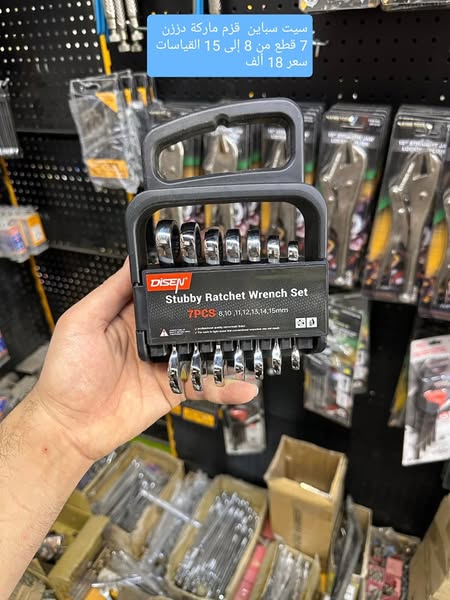 سيت سباين  قزم ماركة دزن
7 قطع من 8 إلى 15 القياسات
سعر 18 ألف
DISEN
Stubby Ratchet Wrench Set
7PCS 8,10 ,11,12,13,14,15mm